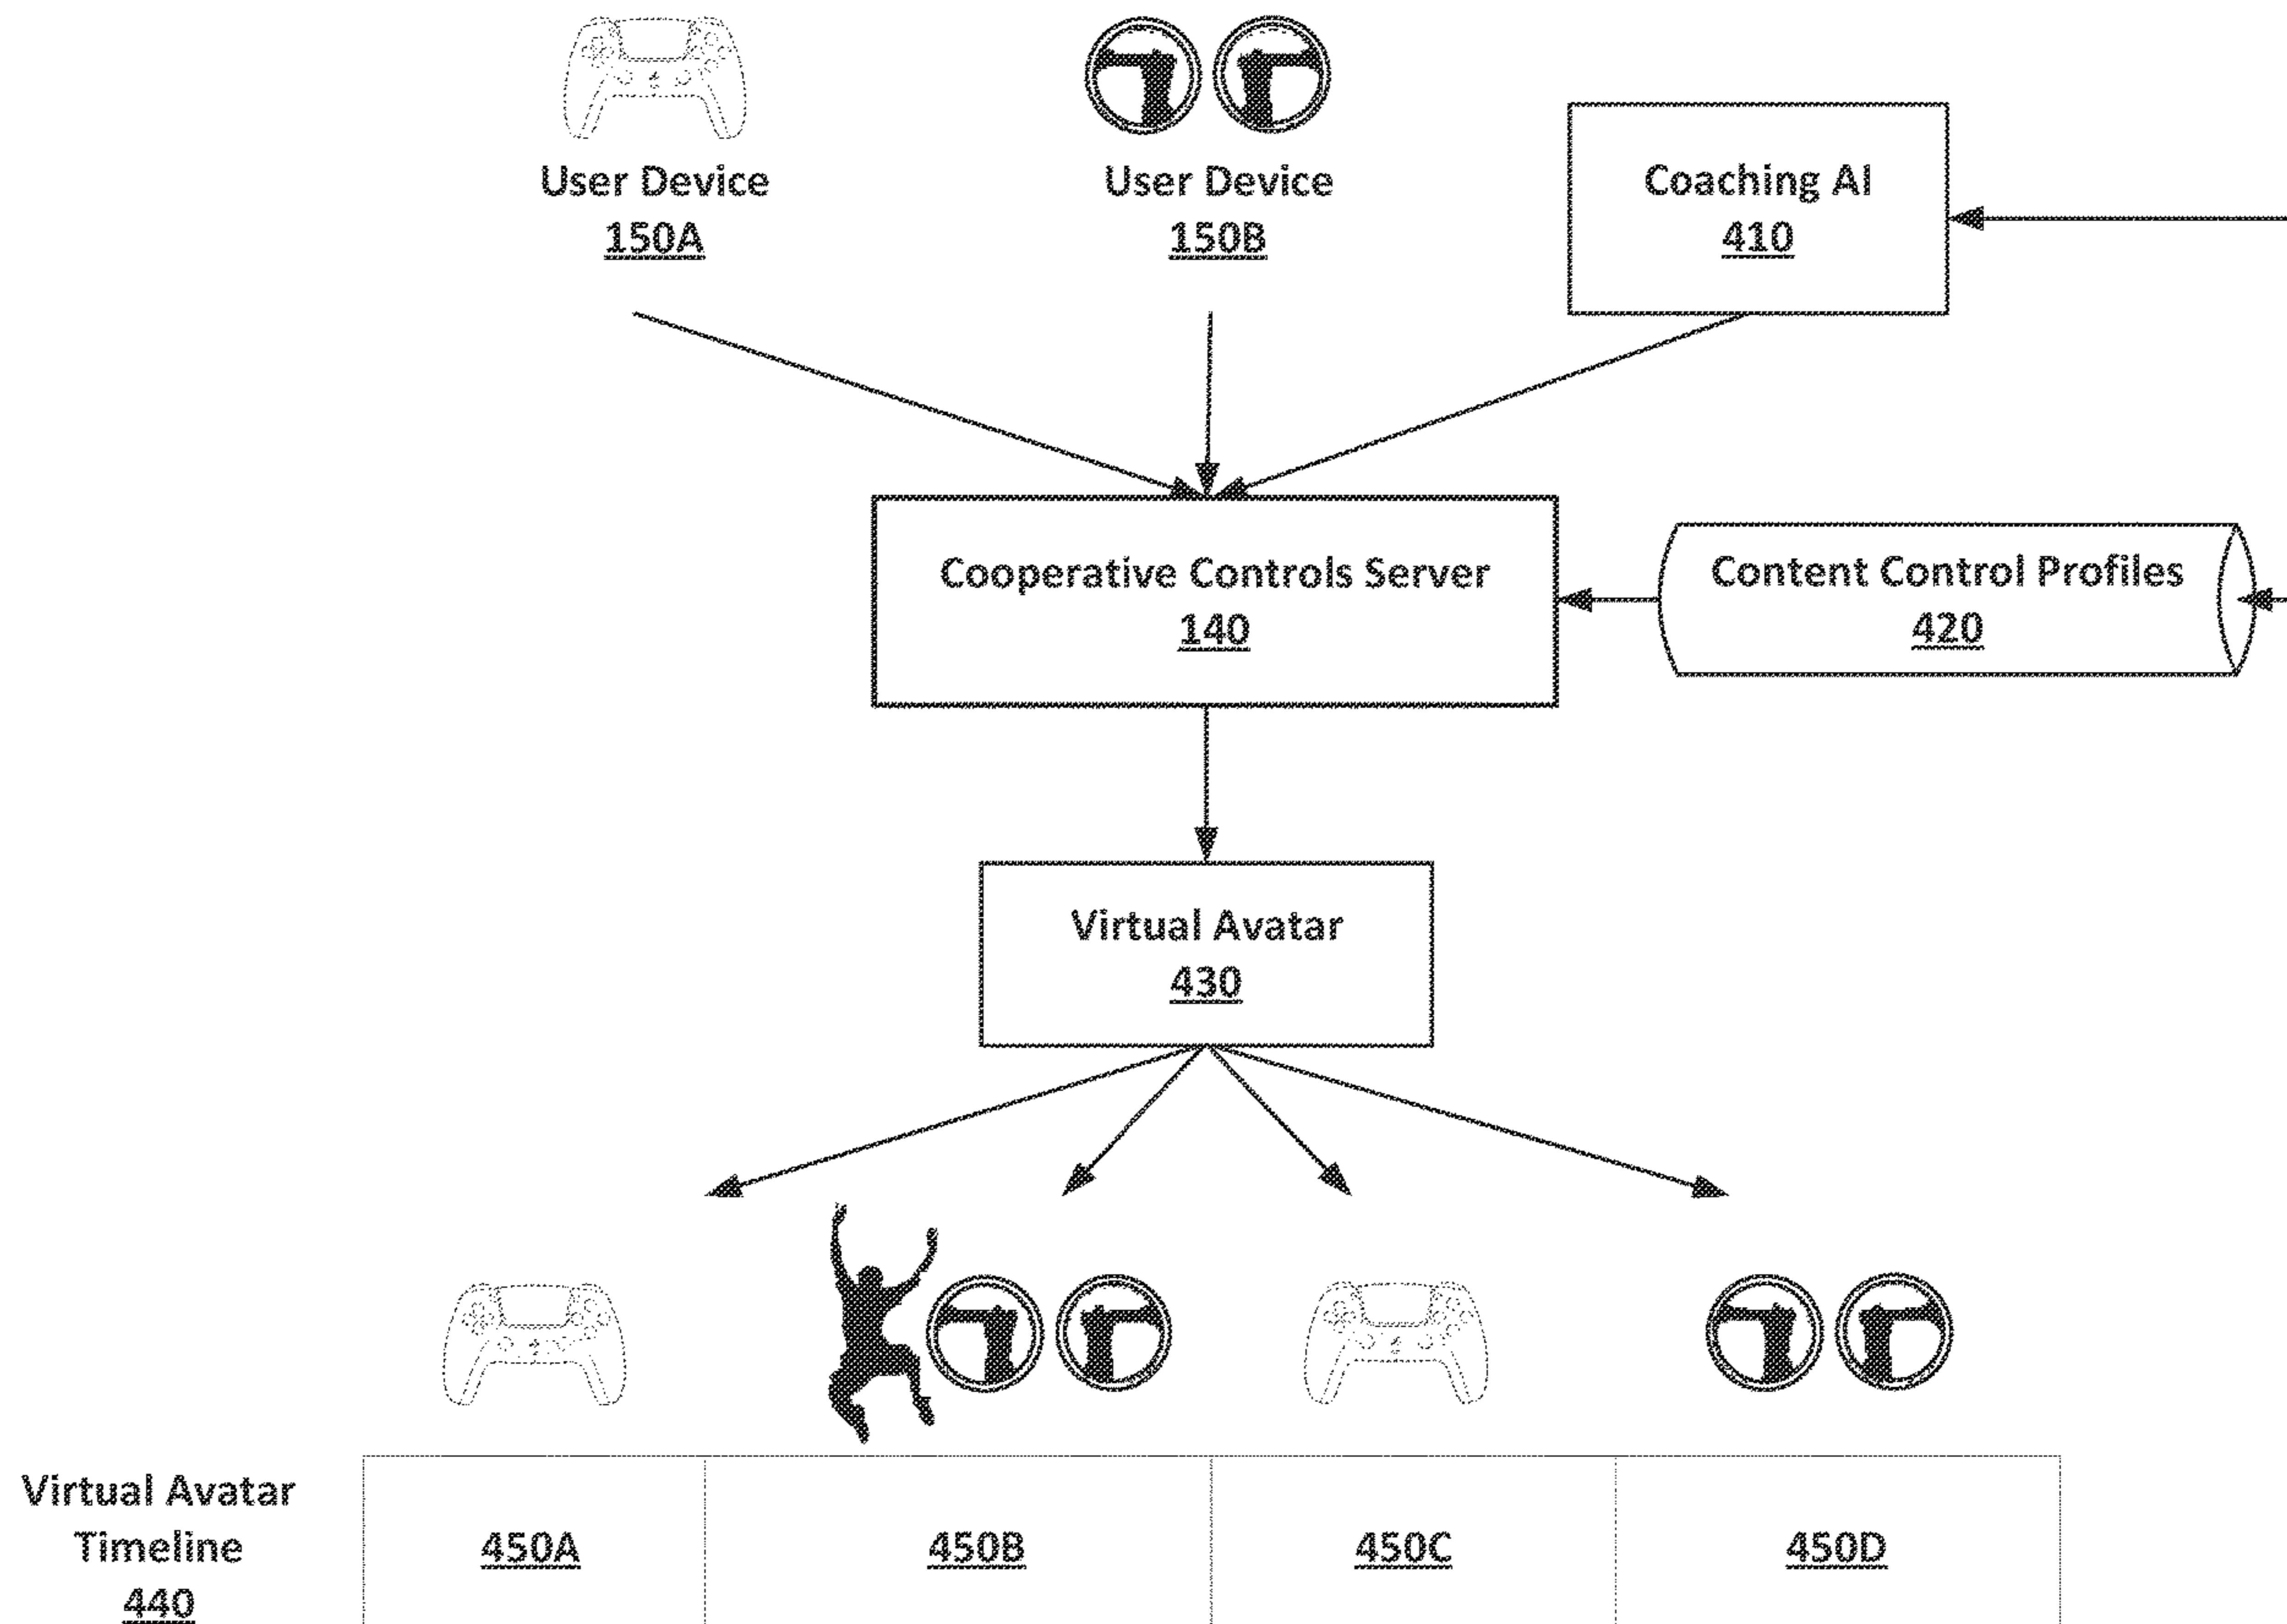 User Device
150A
User Device
150B
Coaching AI
410
Cooperative Controls Server
140
Content Control Profiles
420
Virtual Avatar
430
Virtual Avatar
Timeline
440
450A
450B
450C
450D